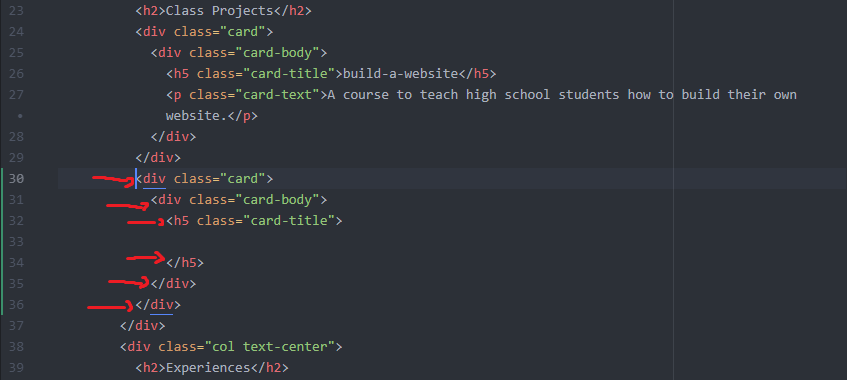 23 <h2>Class Projects</h2>
24 <div class="card">
25 <div class="card-body">
26 <h5 class="card-title">build-a-website</h5>
27 <p class="card-text">A course to teach high school students how to build their own
• website.</p>
28 </div>
29 </div>
30 <div class="card">
31 <div class="card-body">
32 <h5 class="card-title">
33
34 </h5>
35 </div>
36 </div>
37 </div>
38 <div class="col text-center">
39 <h2>Experiences</h2>